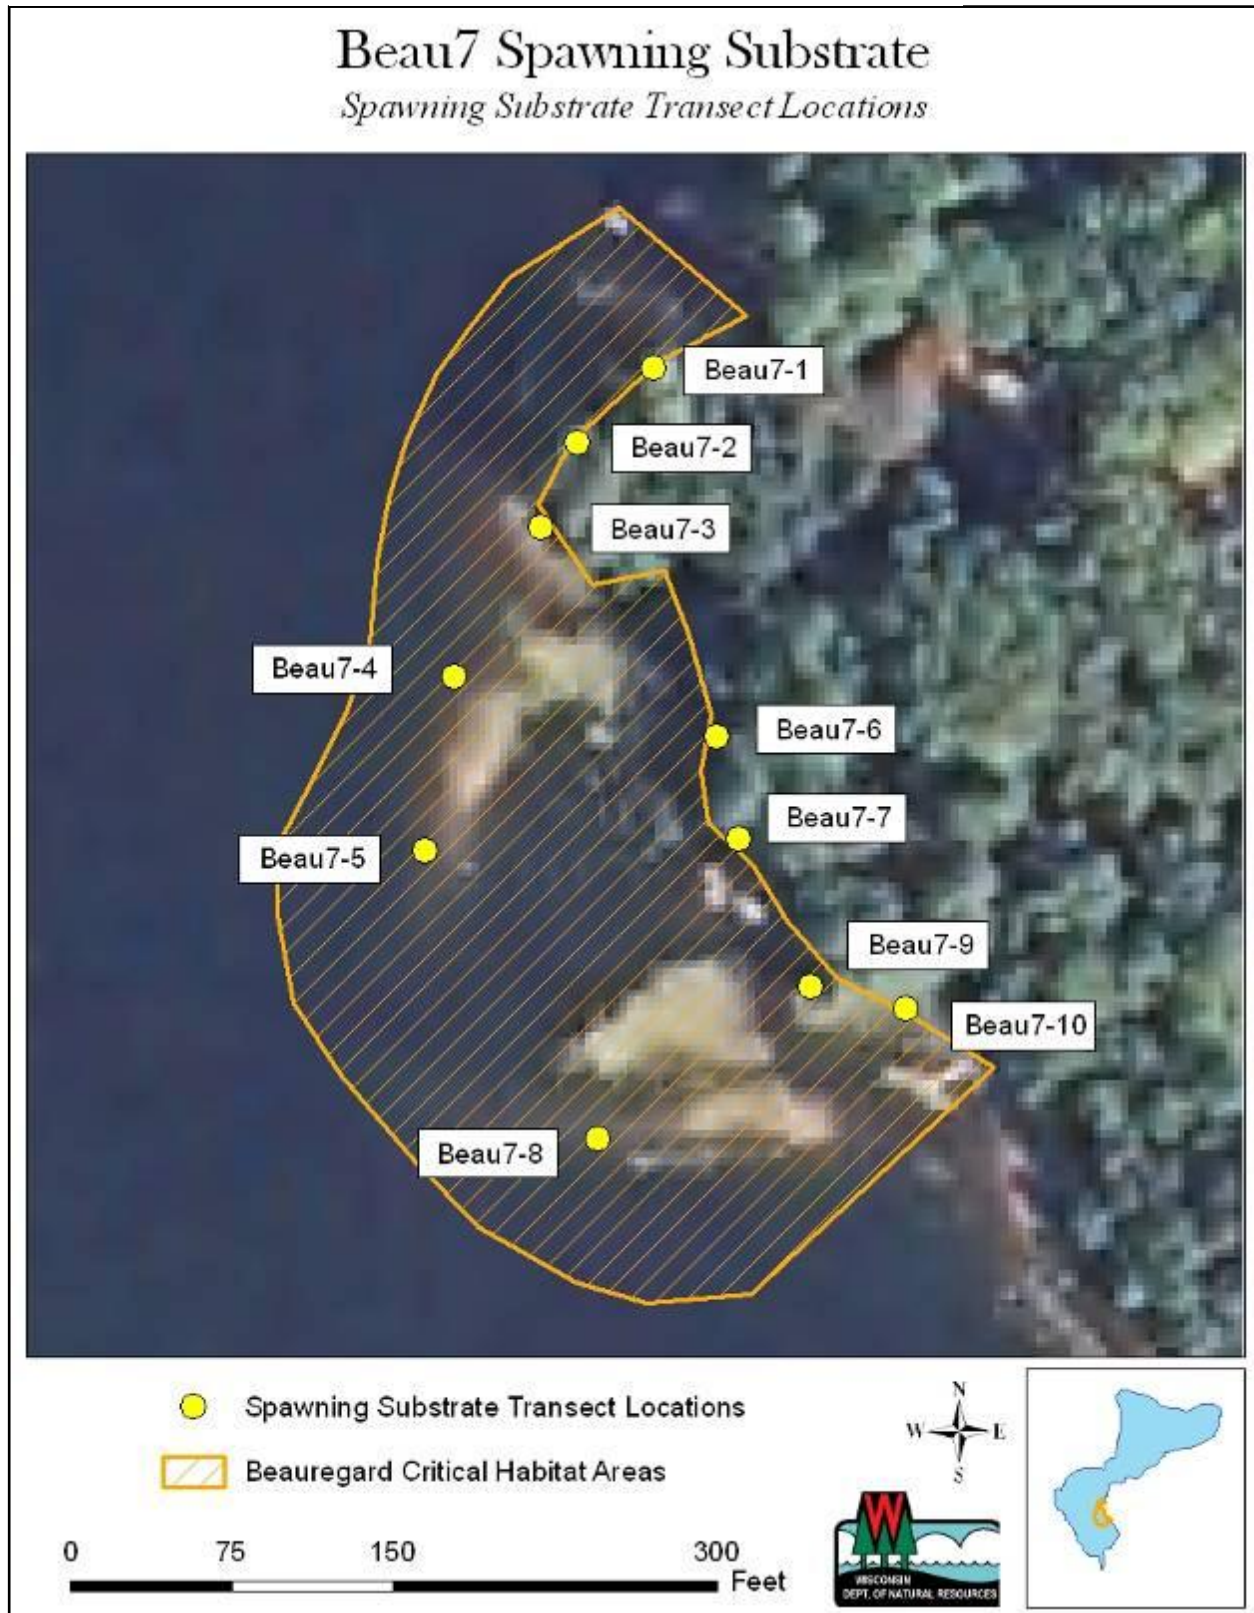 Beau7 Spawning Substrate
Spawning Substrate Transect Locations
Beau7-1
Beau7-2
Beau7-3
Beau7-4
Beau7-6
Beau7-7
Beau7-5
Beau7-9
Beau7-10
Beau7-8
Spawning Substrate Transect Locations
Beauregard Critical Habitat Areas
N
W E
S
0 75 150 300
Feet
W
WISCONSIN
DEPT. OF NATURAL RESOURCES